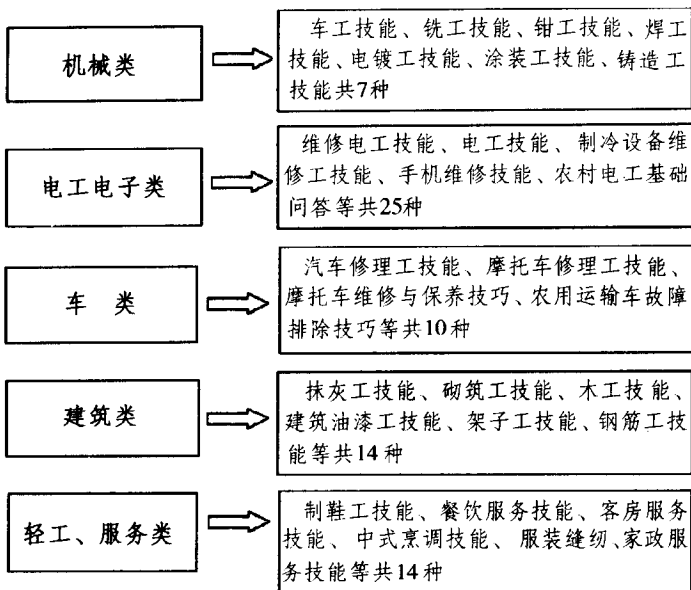 机械类
车工技能、铣工技能、钳工技能、焊工
技能、电镀工技能、涂装工技能、铸造工
技能共7种
电工电子类
维修电工技能、电工技能、制冷设备维
修工技能、手机维修技能、农村电工基础
问答等共25种
车 类
汽车修理工技能、摩托车修理工技能、
摩托车维修与保养技巧、农用运输车故障
排除技巧等共10种
建筑类
抹灰工技能、砌筑工技能、木工技能、
建筑油漆工技能、架子工技能、钢筋工技
能等共14种
轻工、服务类
制鞋工技能、餐饮服务技能、客房服务
技能、中式烹调技能、服装缝纫、家政服
务技能等共14种